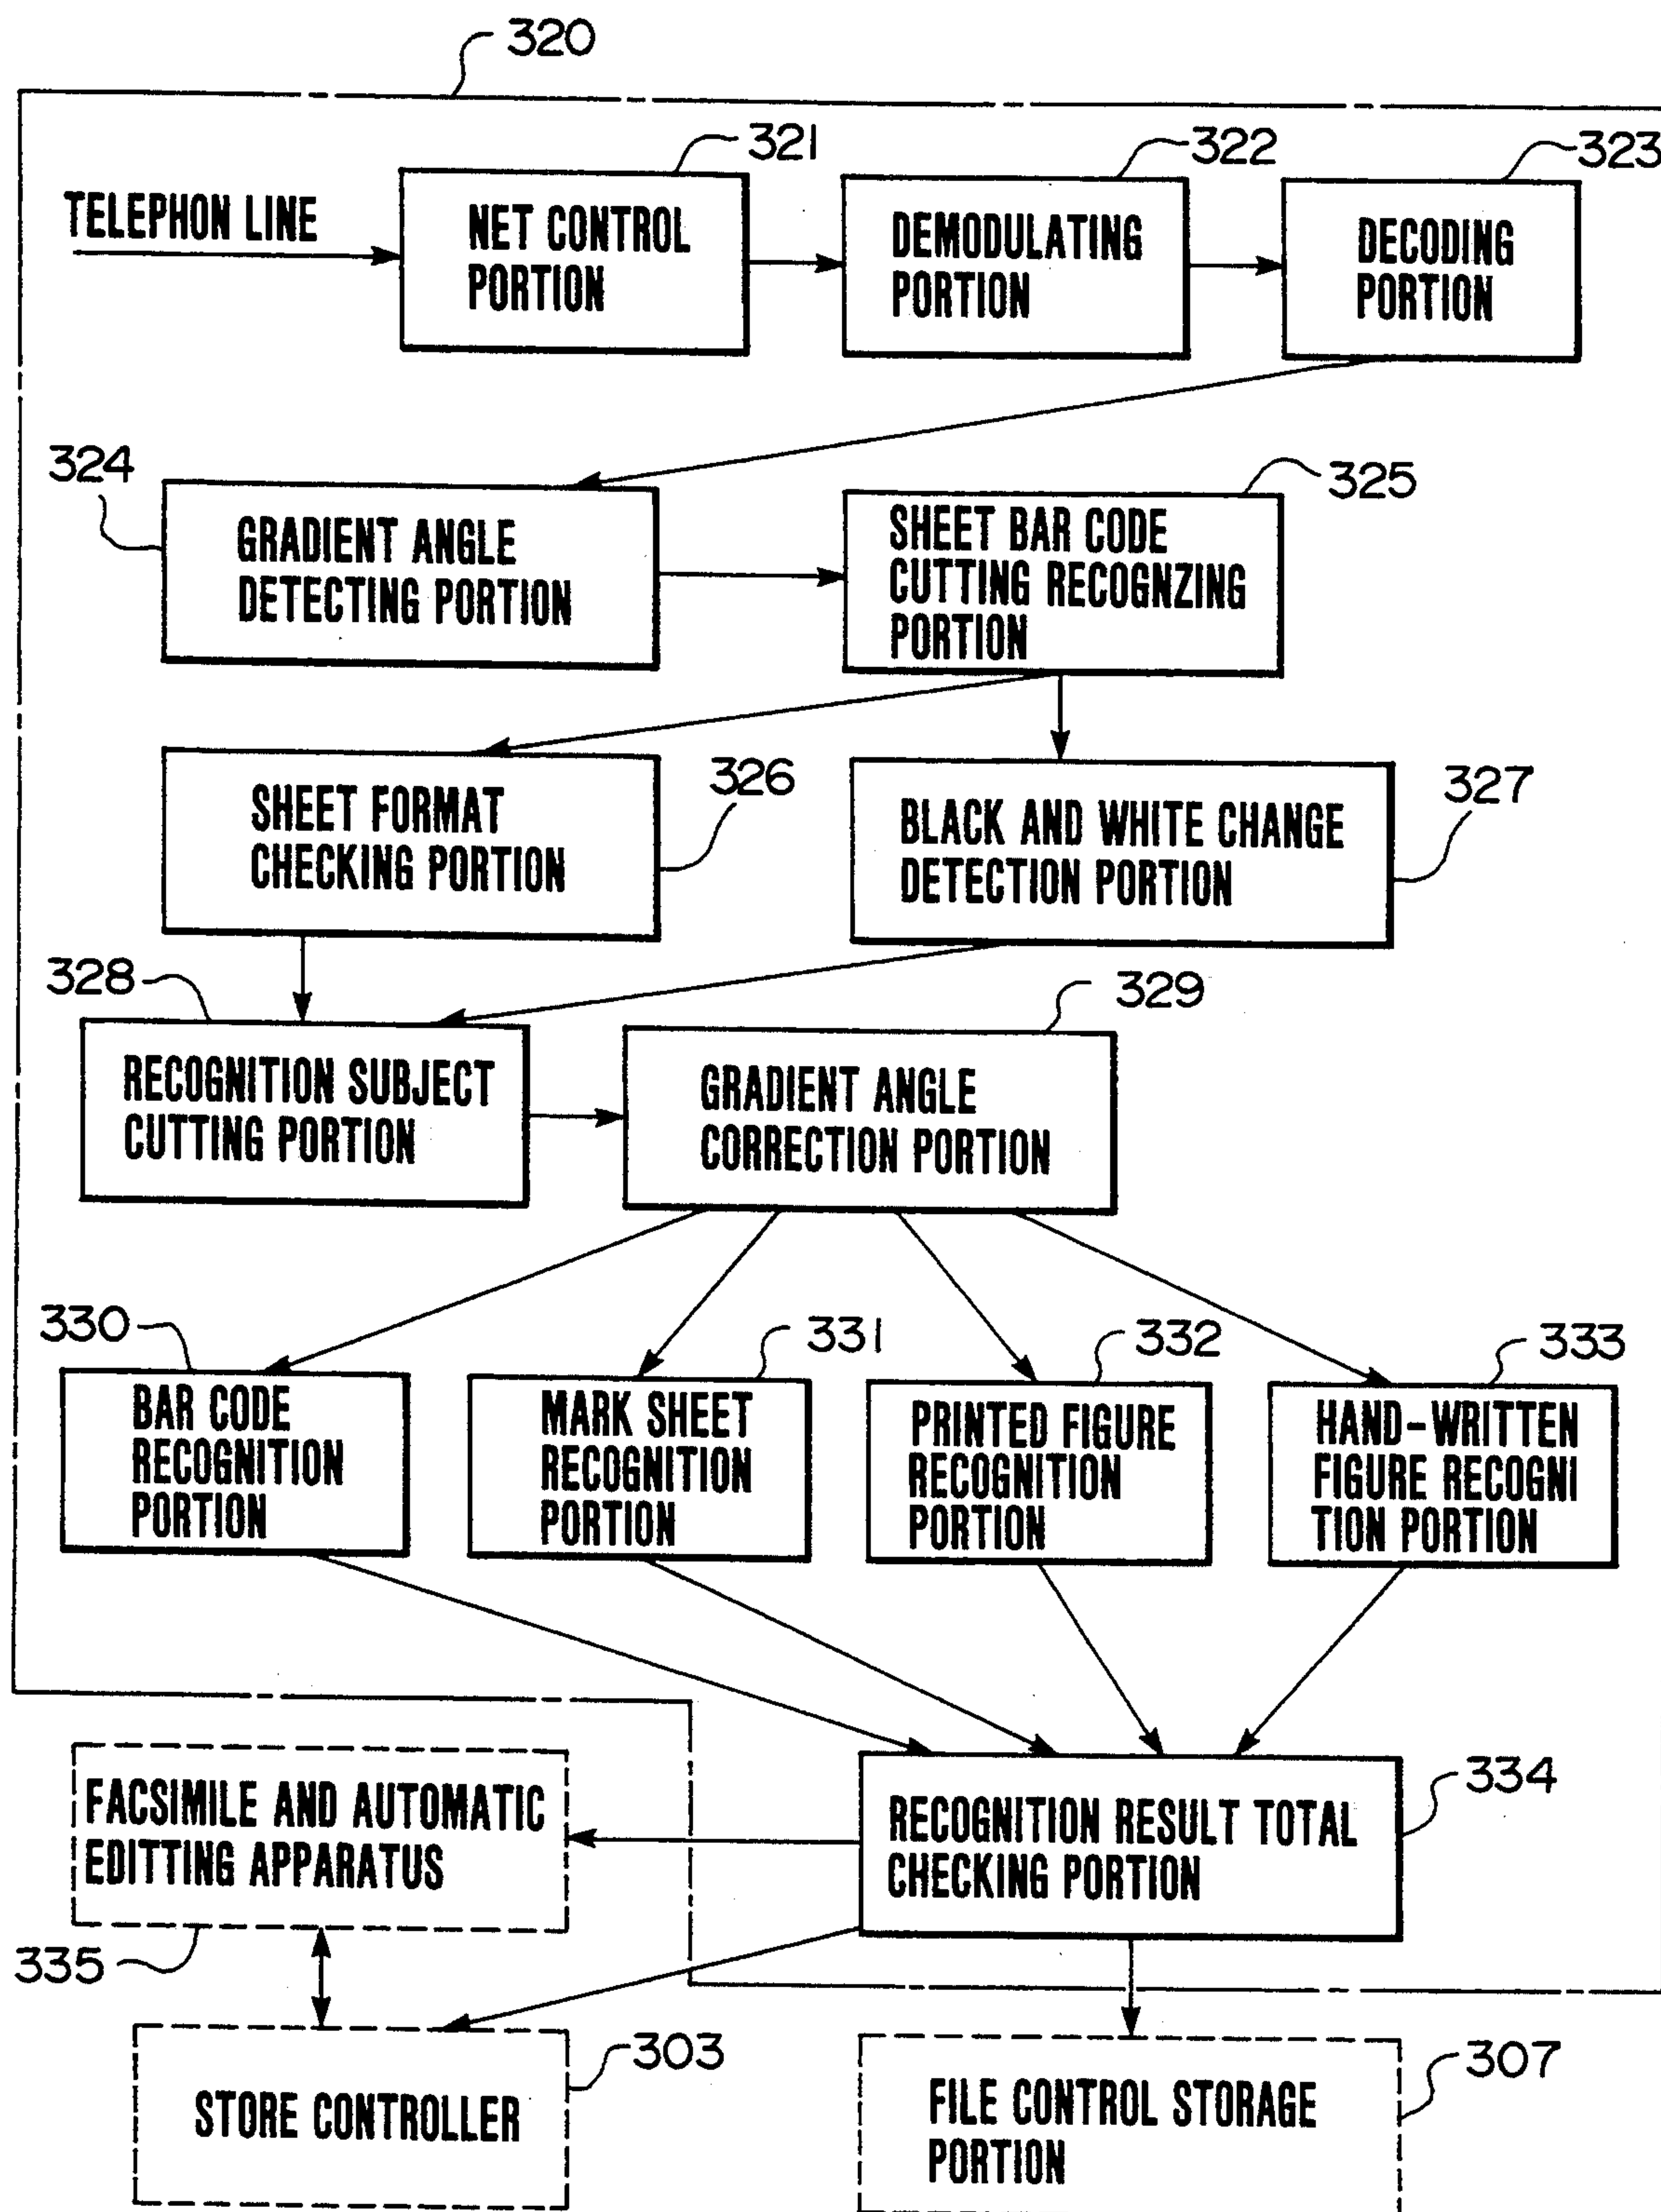 320
321
322
323
TELEPHON LINE
NET CONTROL
PORTION
DEMODULATING
PORTION
DECODING
PORTION
324
325
GRADIENT ANGLE
DETECTING PORTION
SHEET BAR CODE
CUTTING RECOGNZING
PORTION
326
327
SHEET FORMAT
CHECKING PORTION
BLACK AND WHITE CHANGE
DETECTION PORTION
328
329
RECOGNITION SUBJECT
CUTTING PORTION
GRADIENT ANGLE
CORRECTION PORTION
330
331
332
333
BAR CODE
RECOGNITION
PORTION
MARK SHEET
RECOGNITION
PORTION
PRINTED FIGURE
RECOGNITION
PORTION
HAND-WRITTEN
FIGURE RECOGNI
TION PORTION
334
FACSIMILE AND AUTOMATIC
EDITTING APPARATUS
RECOGNITION RESULT TOTAL
CHECKING PORTION
335
303
307
STORE CONTROLLER
FILE CONTROL STORAGE
PORTION